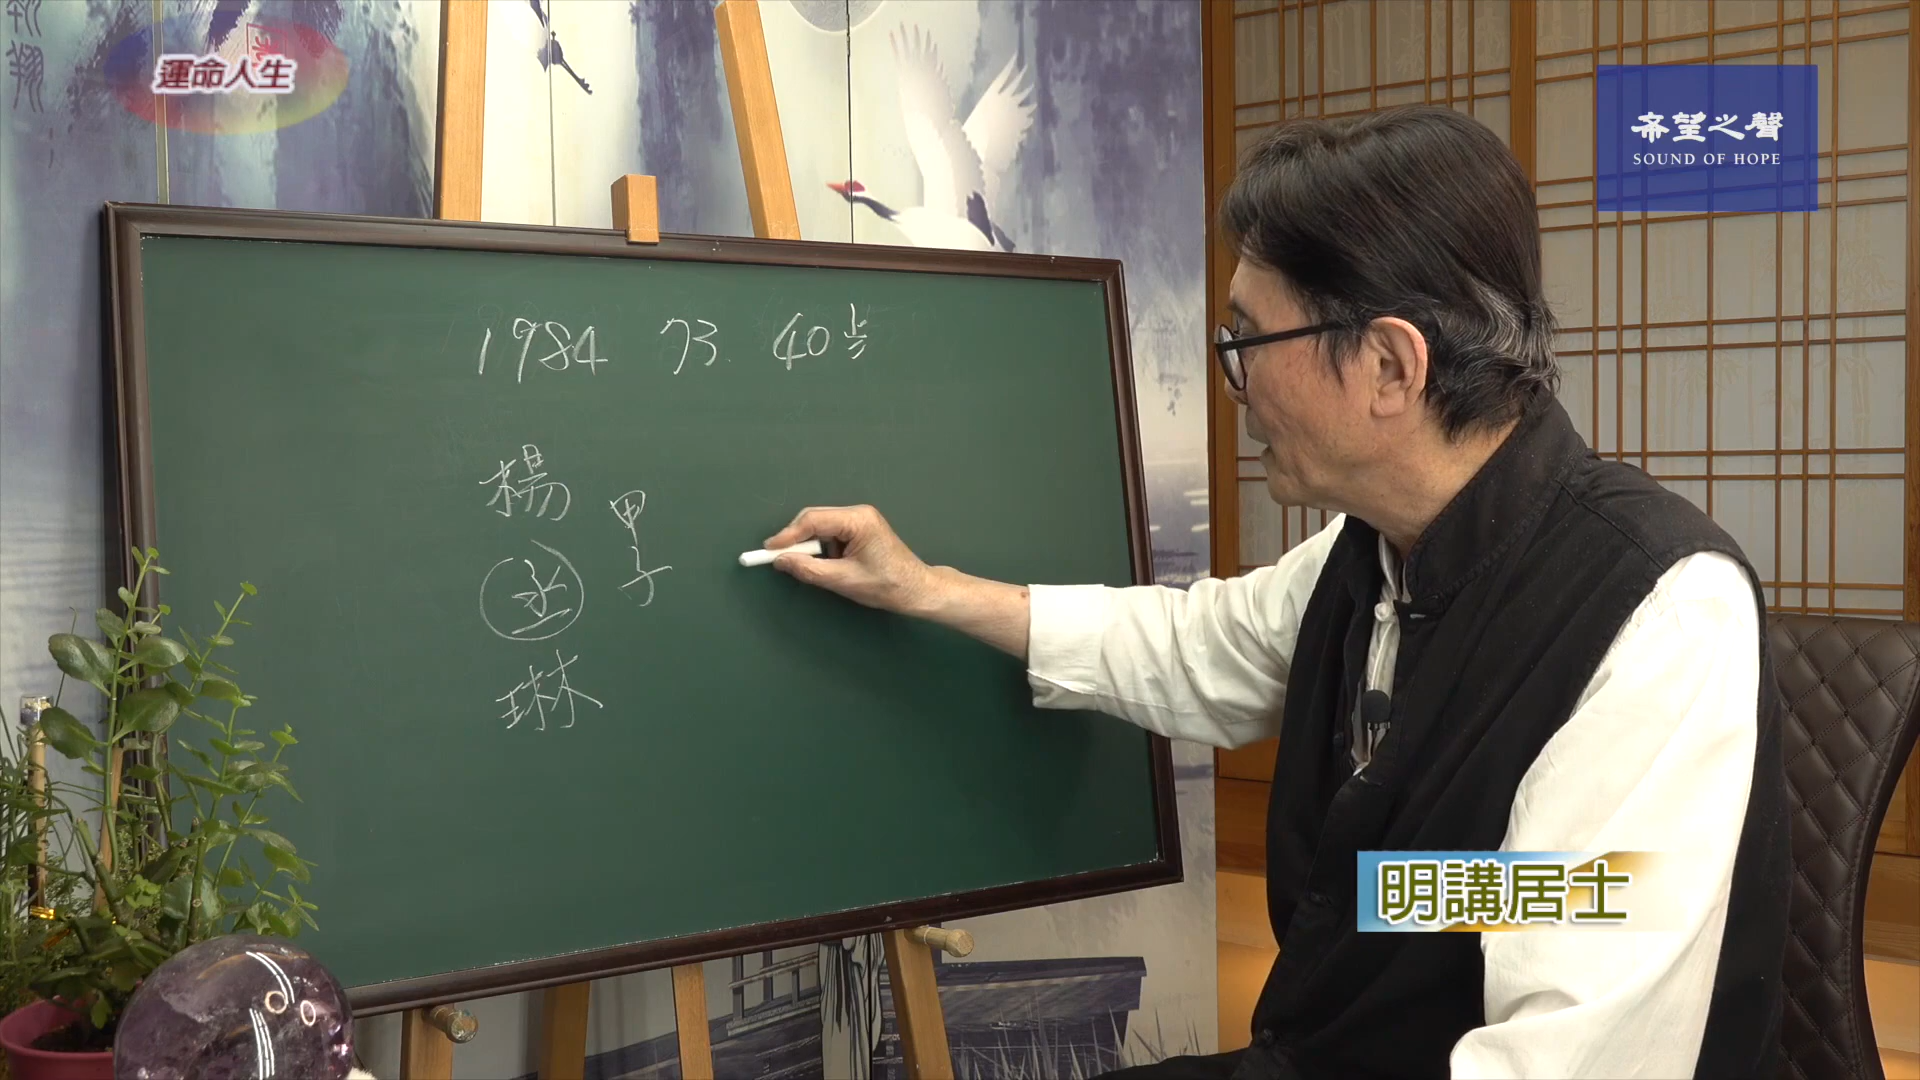 運命人生
希望之聲
SOUND OF HOPE
1984 73. 40歲
楊
丞
琳
甲
子
明講居士